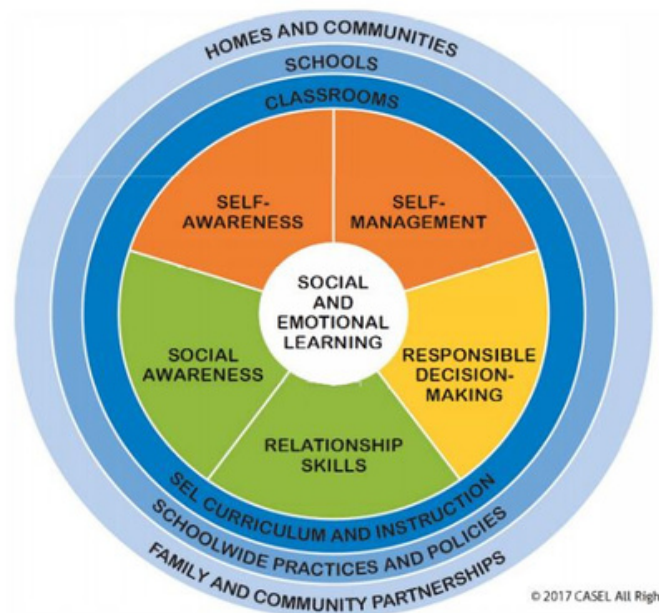 HOMES AND COMMUNITIES
SCHOOLS
CLASSROOMS
SELF-
AWARENESS
SELF-
MANAGEMENT
SOCIAL
AND
EMOTIONAL
LEARNING
SOCIAL
AWARENESS
RESPONSIBLE
DECISION-
MAKING
RELATIONSHIP
SKILLS
SEL CURRICULUM AND INSTRUCTION
SCHOOLWIDE PRACTICES AND POLICIES
FAMILY AND COMMUNITY PARTNERSHIPS
© 2017 CASEL All Righ